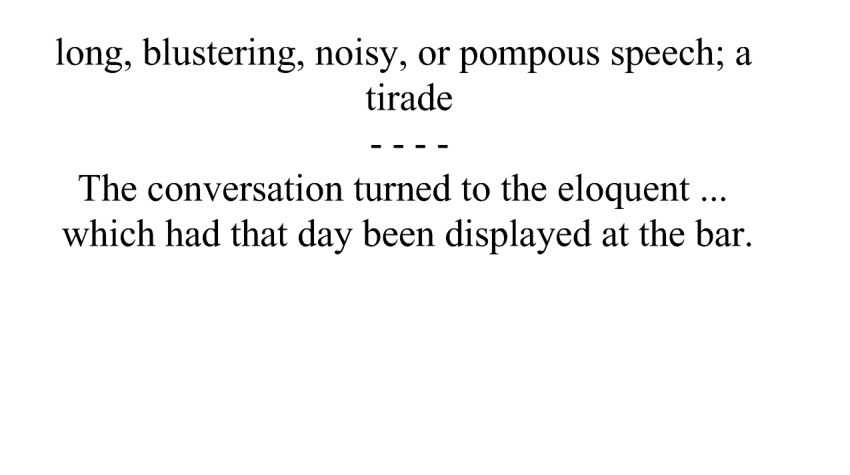 long, blustering, noisy, or pompous speech; a
tirade
- - - -
The conversation turned to the eloquent ...
which had that day been displayed at the bar.